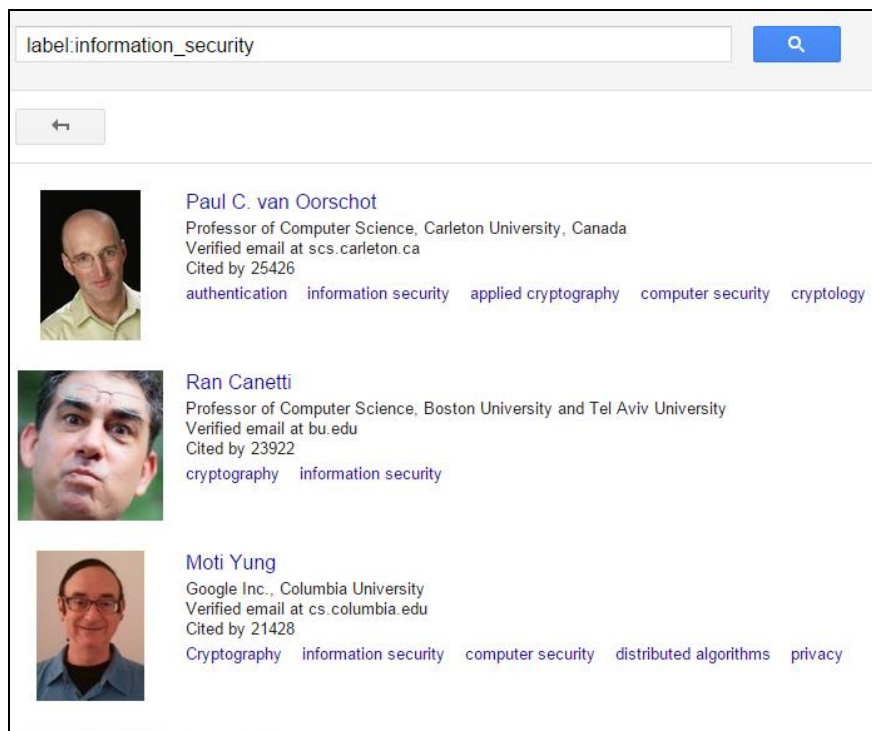 label:information_security
Paul C. van Oorschot
Professor of Computer Science, Carleton University, Canada
Verified email at scs.carleton.ca
Cited by 25426
authentication information security applied cryptography computer security cryptology
Ran Canetti
Professor of Computer Science, Boston University and Tel Aviv University
Verified email at bu.edu
Cited by 23922
cryptography information security
Moti Yung
Google Inc., Columbia University
Verified email at cs.columbia.edu
Cited by 21428
Cryptography information security computer security distributed algorithms privacy